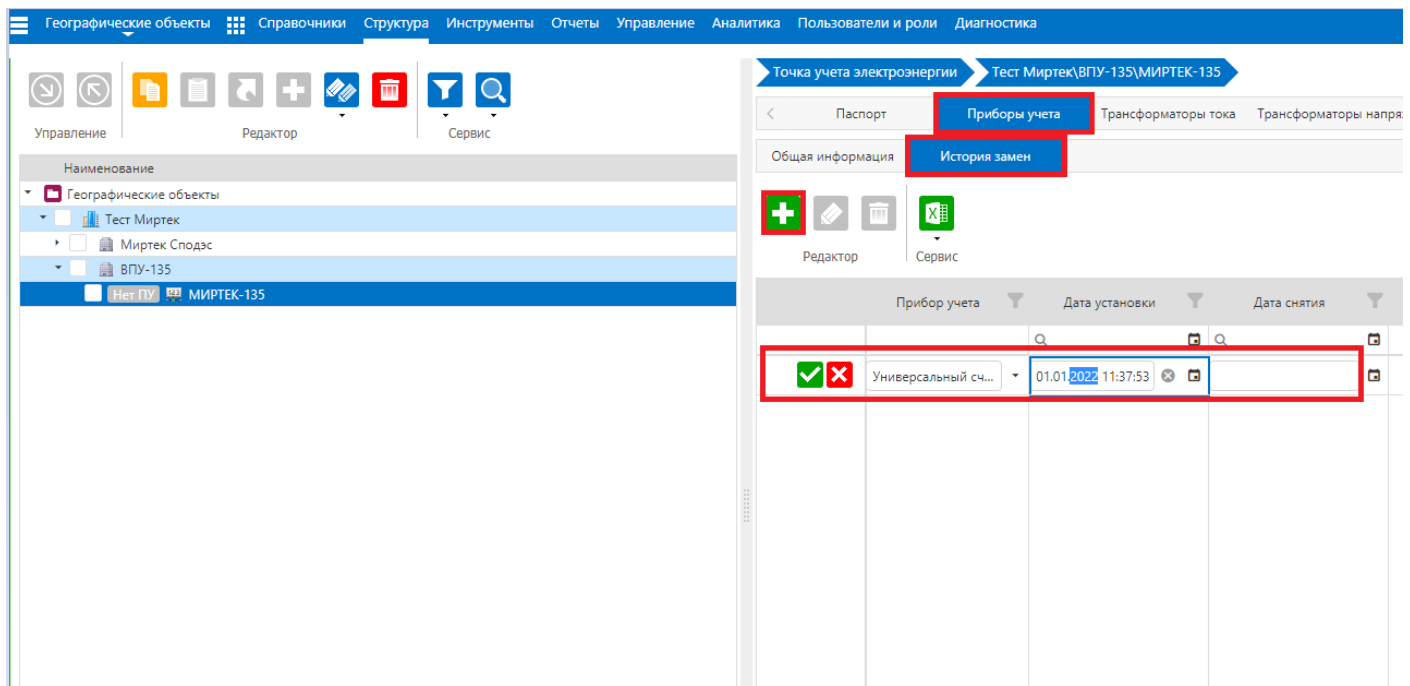 Географические объекты Справочники Структура Инструменты Отчеты Управление Аналитика Пользователи и роли Диагностика
Управление Редактор Сервис
Наименование
Географические объекты
Тест Миртек
Миртек Сподэс
ВПУ-135
Нет ПУ 123 МИРТЕК-135
Точка учета электроэнергии Тест Миртек\ВПУ-135\МИРТЕК-135
Паспорт Приборы учета Трансформаторы тока Трансформаторы напря
Общая информация История замен
Редактор Сервис
Прибор учета Дата установки Дата снятия
Универсальный сч... 01.01.2022 11:37:53